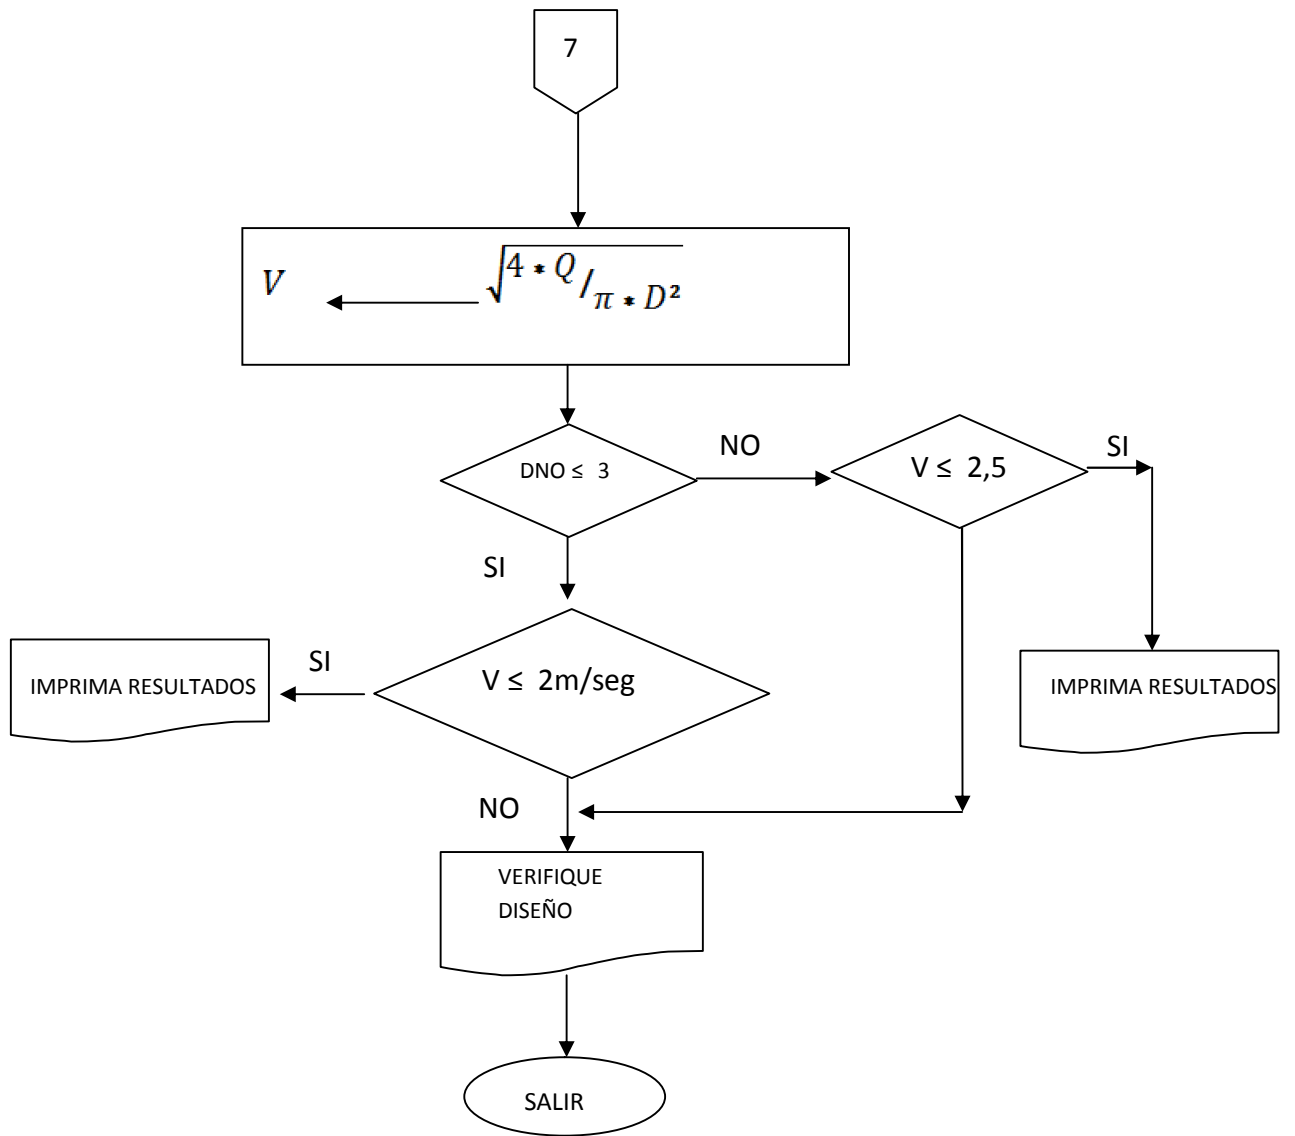 7
V √4 * Q / π * D²
DNO ≤ 3
NO
V ≤ 2,5
SI
SI
IMPRIMA RESULTADOS
SI
V ≤ 2m/seg
IMPRIMA RESULTADOS
NO
VERIFIQUE
DISEÑO
SALIR